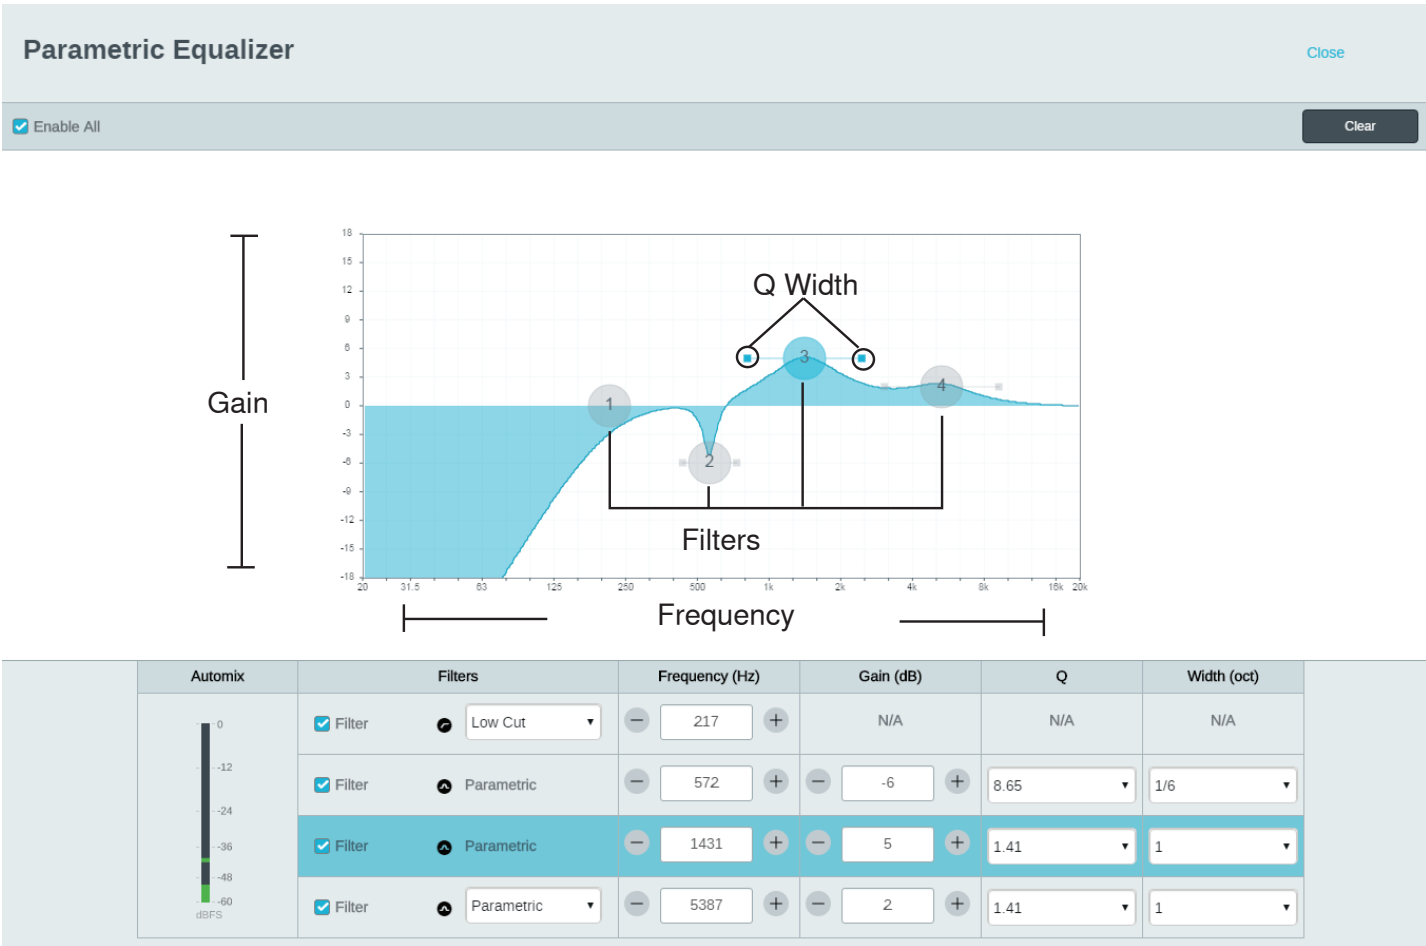 Parametric Equalizer
Close
Enable All
Clear
18
15
12
9
6
3
0
-3
-6
-9
-12
-15
-18
Gain
Q Width
1
2
3
4
Filters
20 31.5 63 125 250 500 1k 2k 4k 8k 16k 20k
Frequency
Automix Filters Frequency (Hz) Gain (dB) Q Width (oct)
0
-12
-24
-36
-48
-60
dBFS
Filter Low Cut 217 N/A N/A N/A
Filter Parametric 572 -6 8.65 1/6
Filter Parametric 1431 5 1.41 1
Filter Parametric 5387 2 1.41 1